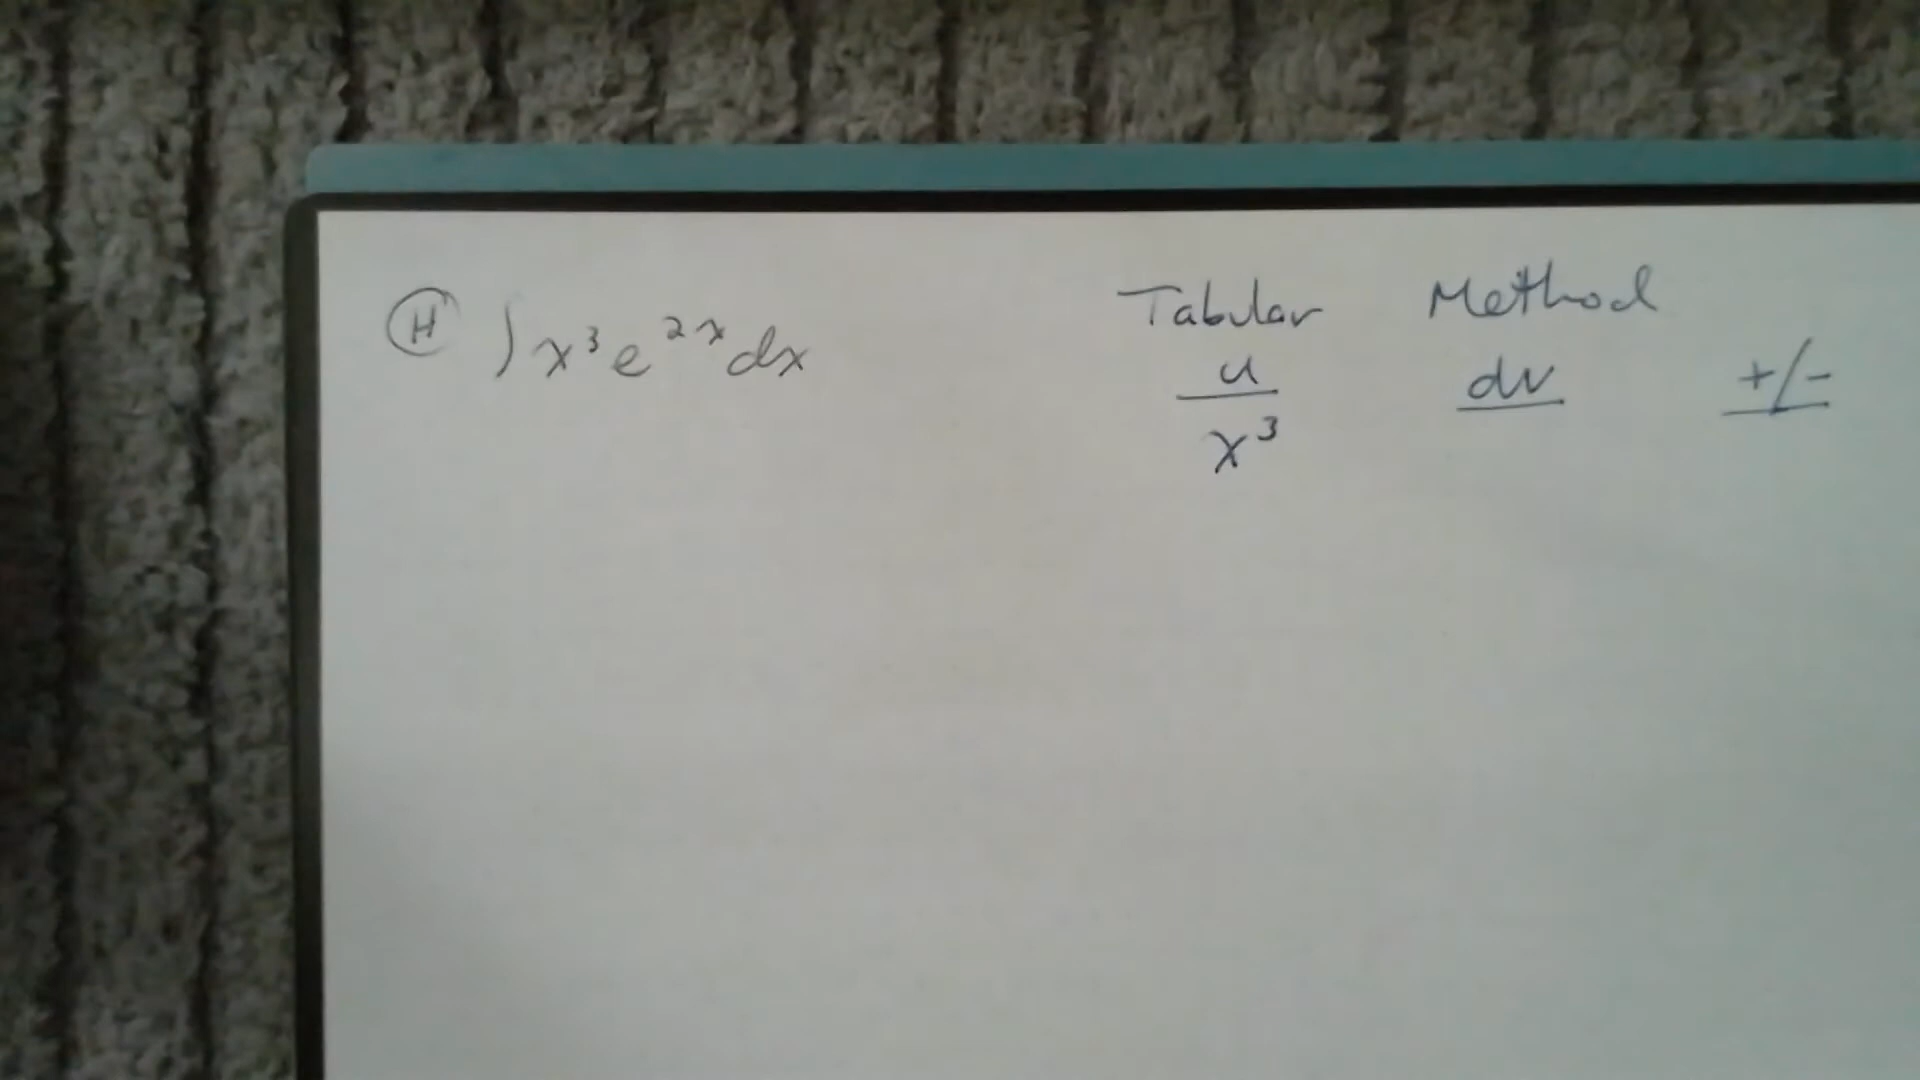 Ⓗ ∫x³e²ˣdx
Tabular Method
u dv +/-
x³